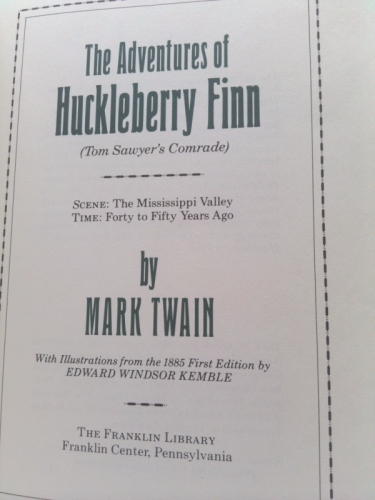 The Adventures of
Huckleberry Finn
(Tom Sawyer's Comrade)
SCENE: The Mississippi Valley
TIME: Forty to Fifty Years Ago
by
MARK TWAIN
With Illustrations from the 1885 First Edition by
EDWARD WINDSOR KEMBLE
THE FRANKLIN LIBRARY
Franklin Center, Pennsylvania